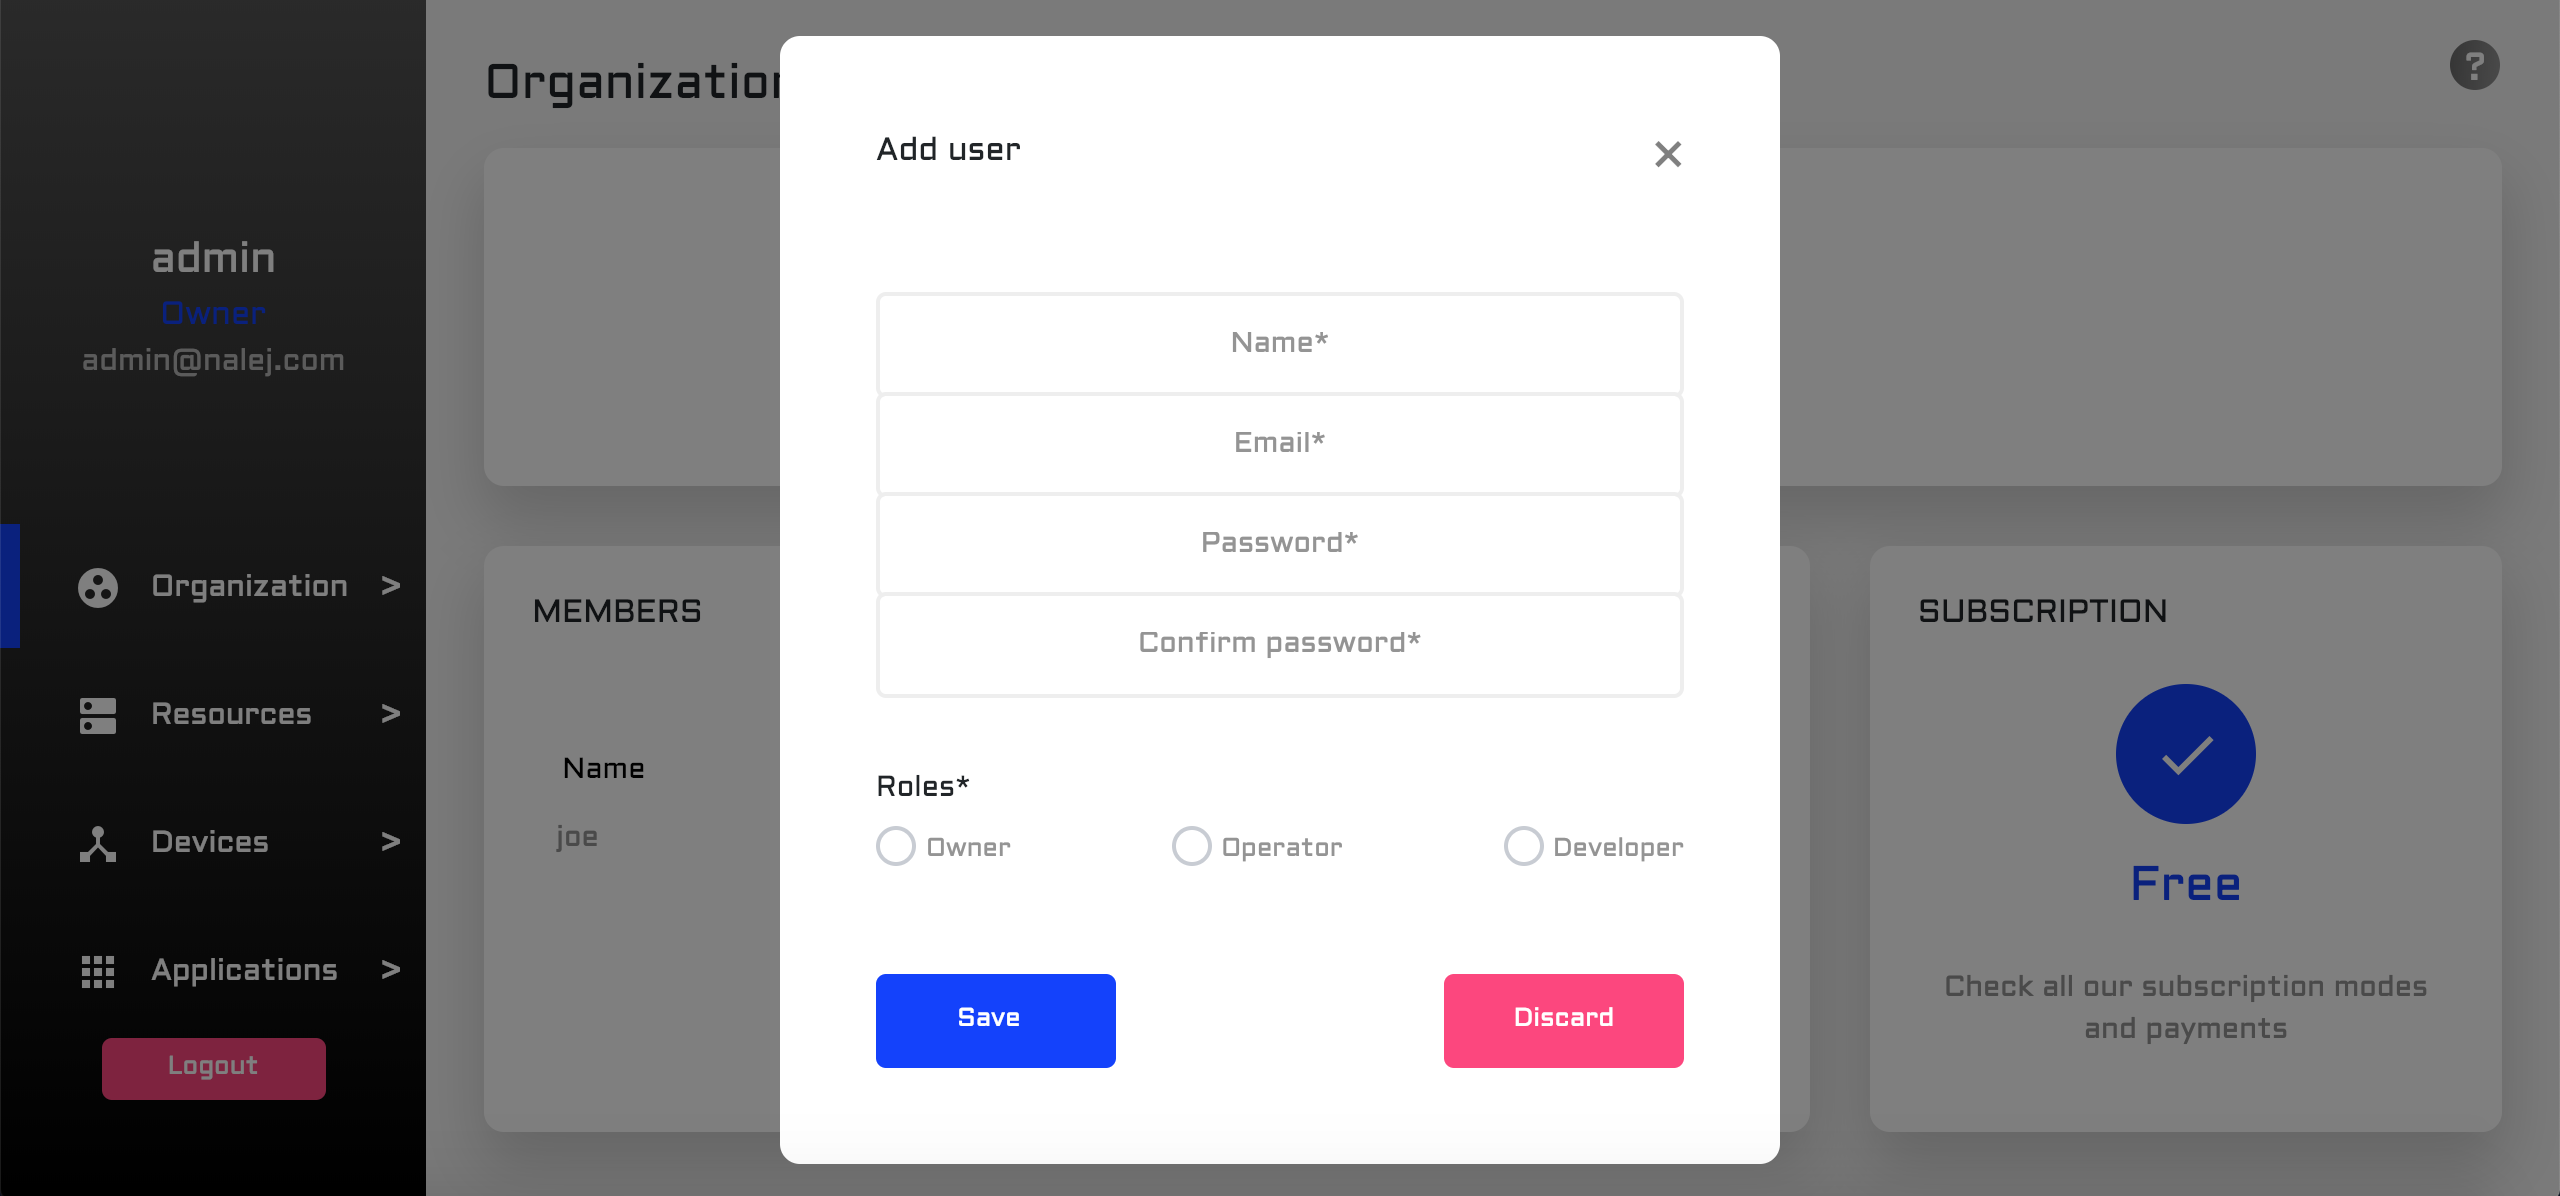 admin
Owner
admin@nalej.com
Organization >
Resources >
Devices >
Applications >
Logout
Organization
?
MEMBERS
Name
joe
Add user
Name*
Email*
Password*
Confirm password*
Roles*
Owner Operator Developer
Save Discard
SUBSCRIPTION
Free
Check all our subscription modes
and payments